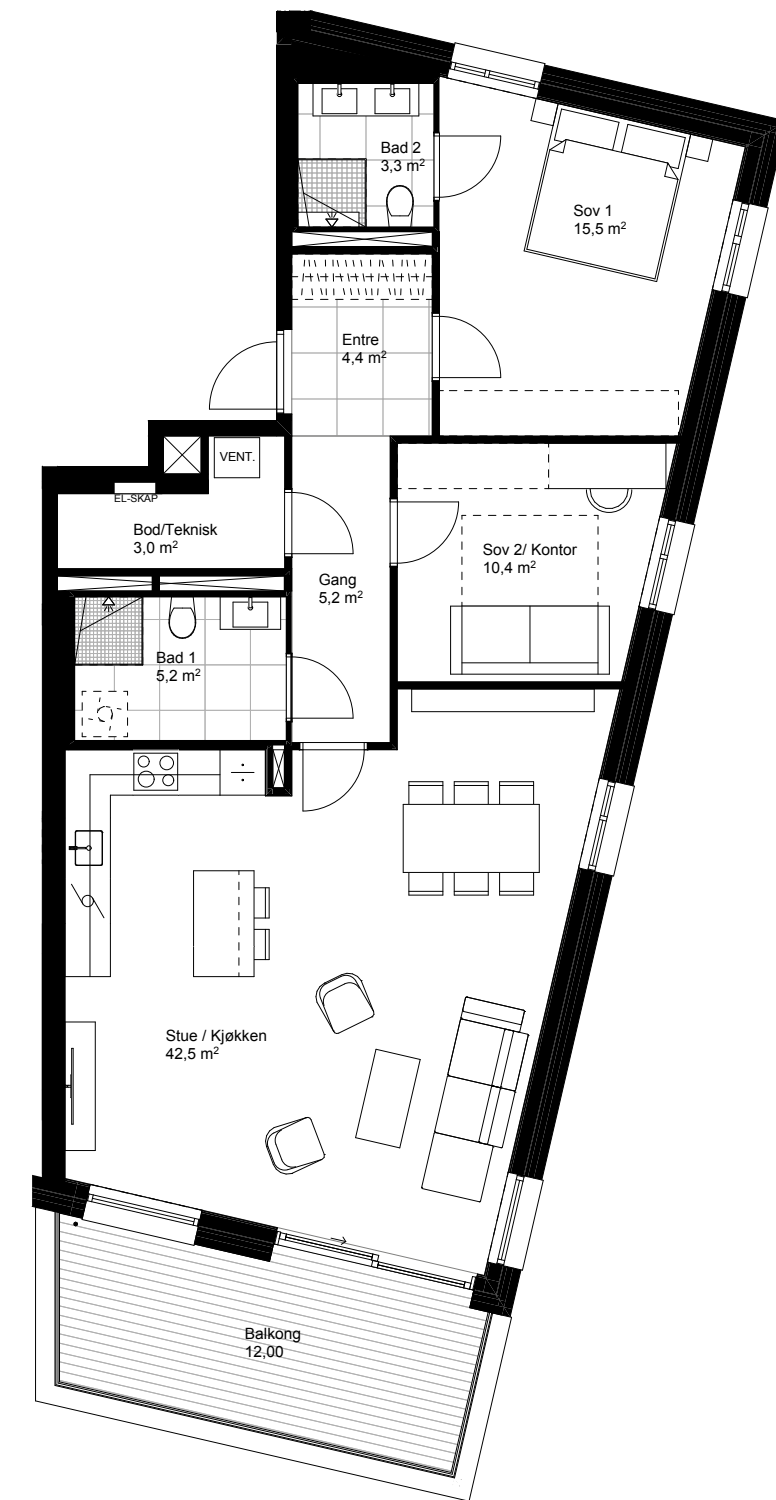 Bad 2
3,3 m²
Sov 1
15,5 m²
Entre
4,4 m²
VENT.
EL-SKAP
Bod/Teknisk
3,0 m²
Sov 2/ Kontor
10,4 m²
Gang
5,2 m²
Bad 1
5,2 m²
Stue / Kjøkken
42,5 m²
Balkong
12,00